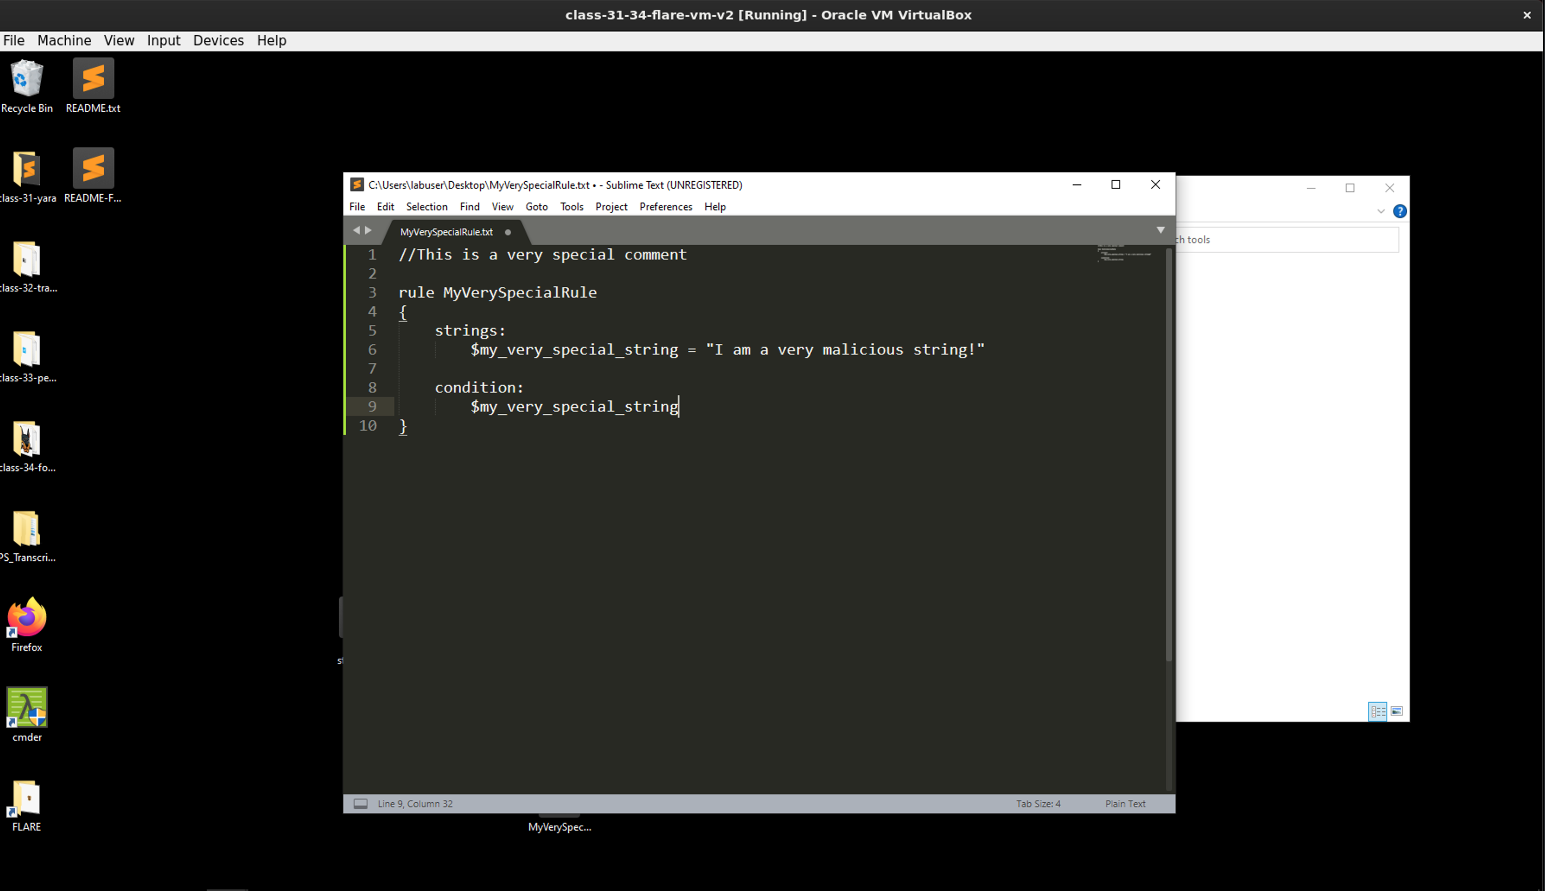 class-31-34-flare-vm-v2 [Running] - Oracle VM VirtualBox
File Machine View Input Devices Help
Recycle Bin
README.txt
class-31-yara
README-F...
class-32-tra...
class-33-pe...
class-34-fo...
PS_Transcri...
Firefox
cmder
FLARE
C:\Users\labuser\Desktop\MyVerySpecialRule.txt • - Sublime Text (UNREGISTERED)
File Edit Selection Find View Goto Tools Project Preferences Help
MyVerySpecialRule.txt
1 //This is a very special comment
2
3 rule MyVerySpecialRule
4 {
5 strings:
6 $my_very_special_string = "I am a very malicious string!"
7
8 condition:
9 $my_very_special_string
10 }
Line 9, Column 32
Tab Size: 4
Plain Text
ch tools
st
MyVerySpec...